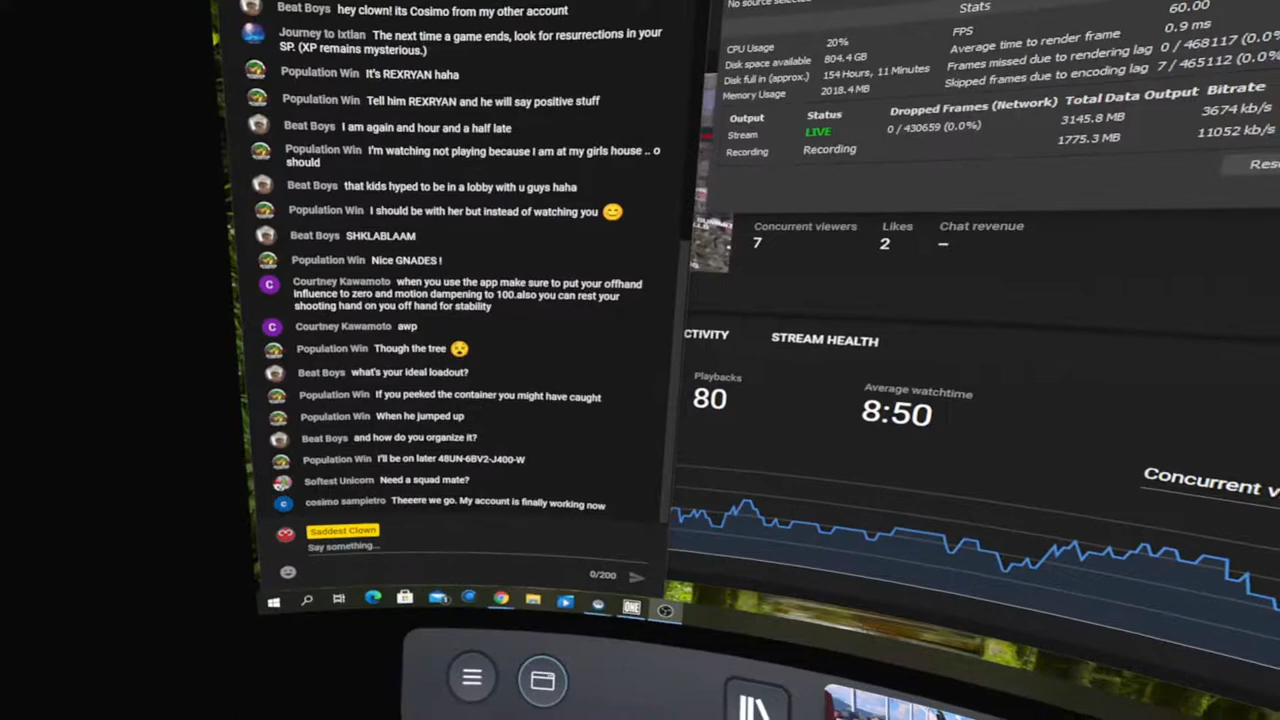 Beat Boys hey clown! its Cosimo from my other account
Journey to Ixtlan The next time a game ends, look for resurrections in your
SP. (XP remains mysterious.)
Population Win It's REXRYAN haha
Population Win Tell him REXRYAN and he will say positive stuff
Beat Boys I am again and hour and a half late
Population Win I'm watching not playing because I am at my girls house .. o
should
Beat Boys that kids hyped to be in a lobby with u guys haha
Population Win I should be with her but instead of watching you 😊
Beat Boys SHKLABLAAM
Population Win Nice GNADES !
C Courtney Kawamoto when you use the app make sure to put your offhand
influence to zero and motion dampening to 100.also you can rest your
shooting hand on you off hand for stability
C Courtney Kawamoto awp
Population Win Though the tree 😮
Beat Boys what's your ideal loadout?
Population Win If you peeked the container you might have caught
Population Win When he jumped up
Beat Boys and how do you organize it?
Population Win I'll be on later 48UN-6BV2-J400-W
Softest Unicorn Need a squad mate?
c cosimo sampietro Theeere we go. My account is finally working now
Saddest Clown
Say something...
0/200
ONE
No source selected
Stats
CPU Usage 20%
Disk space available 804.4 GB
Disk full in (approx.) 154 Hours, 11 Minutes
Memory Usage 2018.4 MB
FPS 60.00
Average time to render frame 0.9 ms
Frames missed due to rendering lag 0 / 468117 (0.0%
Skipped frames due to encoding lag 7 / 465112 (0.0%
Output Status Dropped Frames (Network) Total Data Output Bitrate
Stream LIVE 0 / 430659 (0.0%) 3145.8 MB 3674 kb/s
Recording Recording 1775.3 MB 11052 kb/s
Rese
Concurrent viewers Likes Chat revenue
7 2 –
CTIVITY STREAM HEALTH
Playbacks Average watchtime
80 8:50
Concurrent v